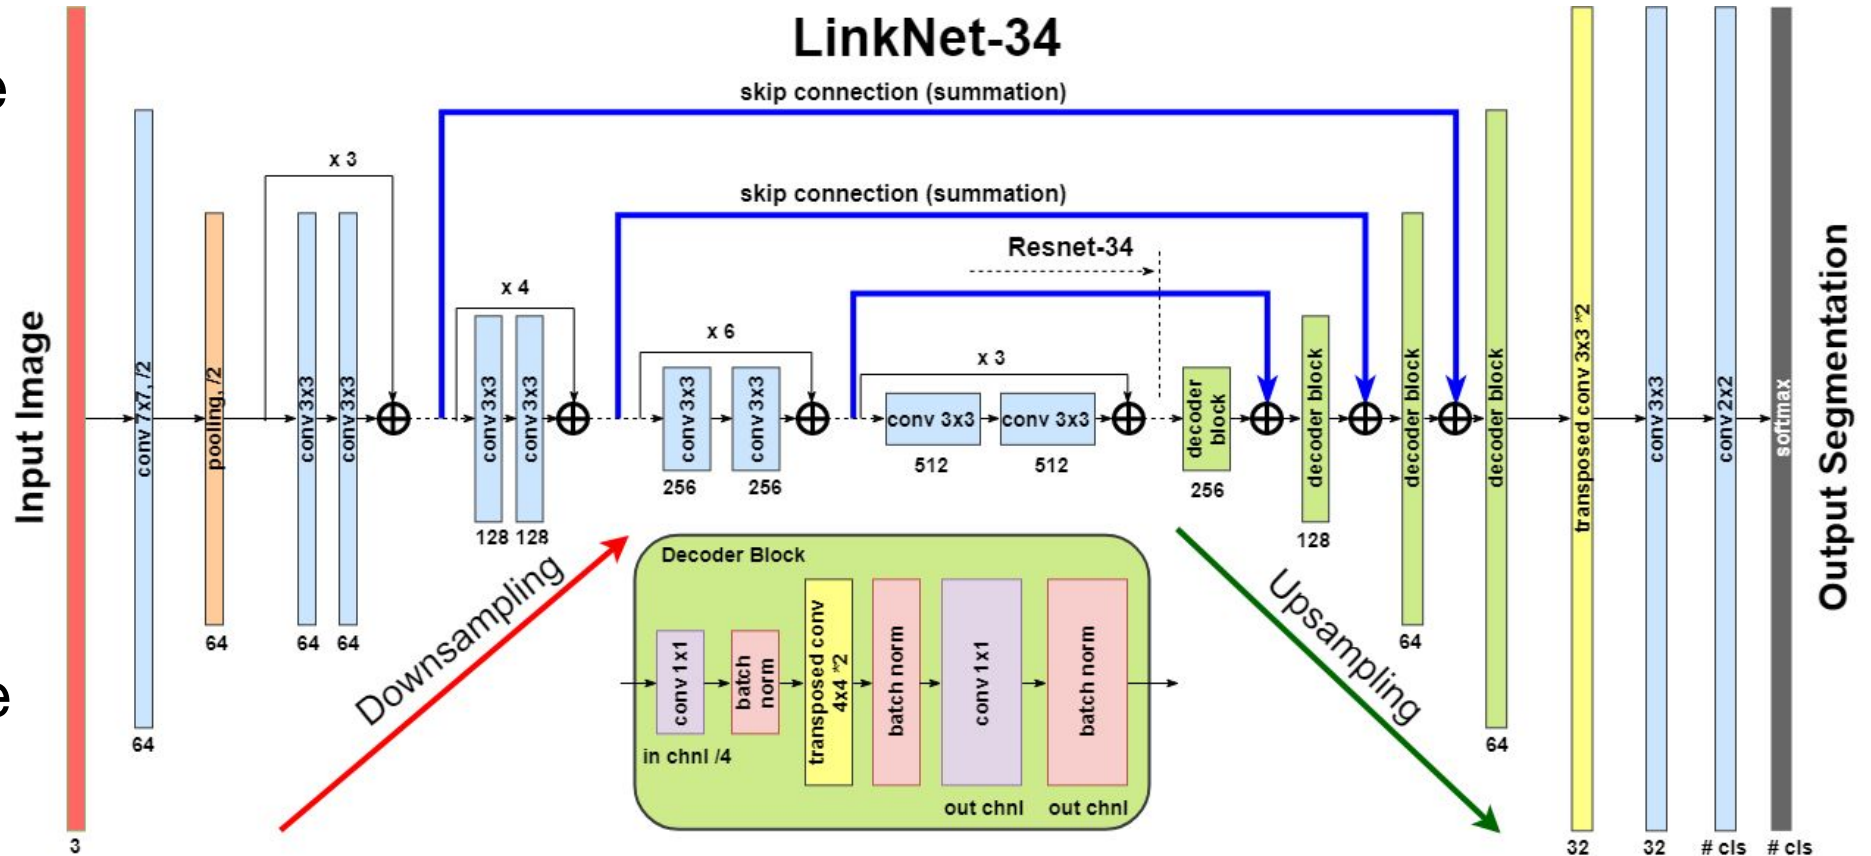 LinkNet-34
e
skip connection (summation)
x 3
skip connection (summation)
Resnet-34
x 4
x 6
x 3
Input Image
conv 7x7, /2
pooling, /2
conv 3x3
conv 3x3
conv 3x3
conv 3x3
conv 3x3
conv 3x3
conv 3x3
conv 3x3
decoder
block
decoder block
decoder block
decoder block
transposed conv 3x3 *2
conv 3x3
conv 2x2
softmax
Output Segmentation
512
512
256
256
256
128
128
128
64
64
64
64
64
64
3
32
32
# cls
# cls
Downsampling
Upsampling
e
Decoder Block
conv 1x1
batch
norm
transposed conv
4x4 *2
batch norm
conv 1x1
batch norm
in chnl /4
out chnl
out chnl